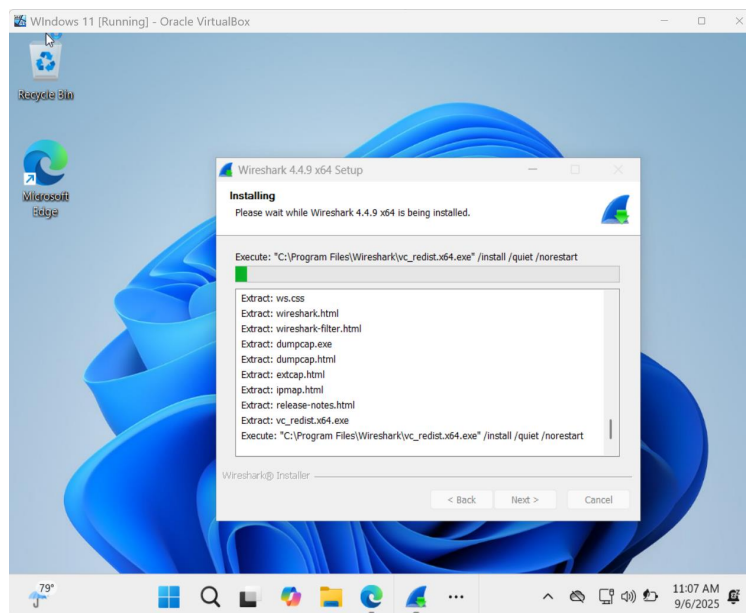 WIndows 11 [Running] - Oracle VirtualBox
Recycle Bin
Microsoft
Edge
Wireshark 4.4.9 x64 Setup
Installing
Please wait while Wireshark 4.4.9 x64 is being installed.
Execute: "C:\Program Files\Wireshark\vc_redist.x64.exe" /install /quiet /norestart
Extract: ws.css
Extract: wireshark.html
Extract: wireshark-filter.html
Extract: dumpcap.exe
Extract: dumpcap.html
Extract: extcap.html
Extract: ipmap.html
Extract: release-notes.html
Extract: vc_redist.x64.exe
Execute: "C:\Program Files\Wireshark\vc_redist.x64.exe" /install /quiet /norestart
Wireshark® Installer
< Back
Next >
Cancel
79°
11:07 AM
9/6/2025